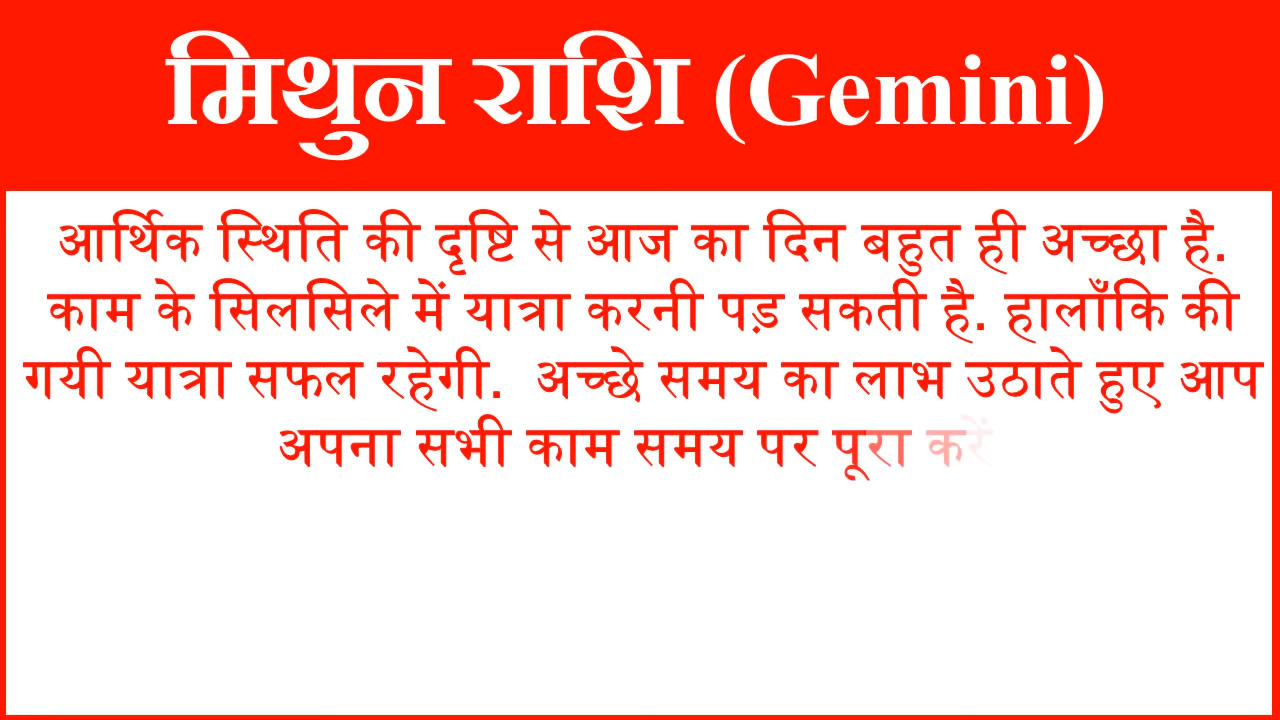 मिथुन राशि (Gemini)
आर्थिक स्थिति की दृष्टि से आज का दिन बहुत ही अच्छा है.
काम के सिलसिले में यात्रा करनी पड़ सकती है. हालाँकि की
गयी यात्रा सफल रहेगी. अच्छे समय का लाभ उठाते हुए आप
अपना सभी काम समय पर पूरा करें